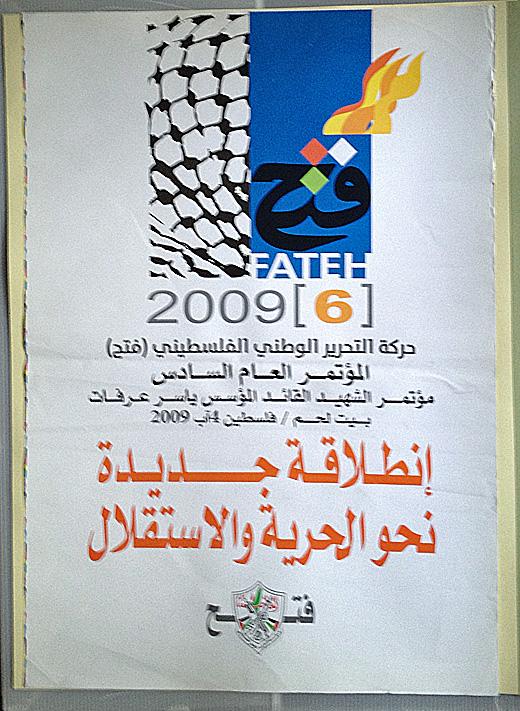 فتح
FATEH
2009[6]
حركة التحرير الوطني الفلسطيني (فتح)
المؤتمر العام السادس
مؤتمر الشهيد القائد المؤسس ياسر عرفات
بيت لحم / فلسطين 4آب 2009
إنطلاقة جديدة
نحو الحرية والاستقلال
فتح